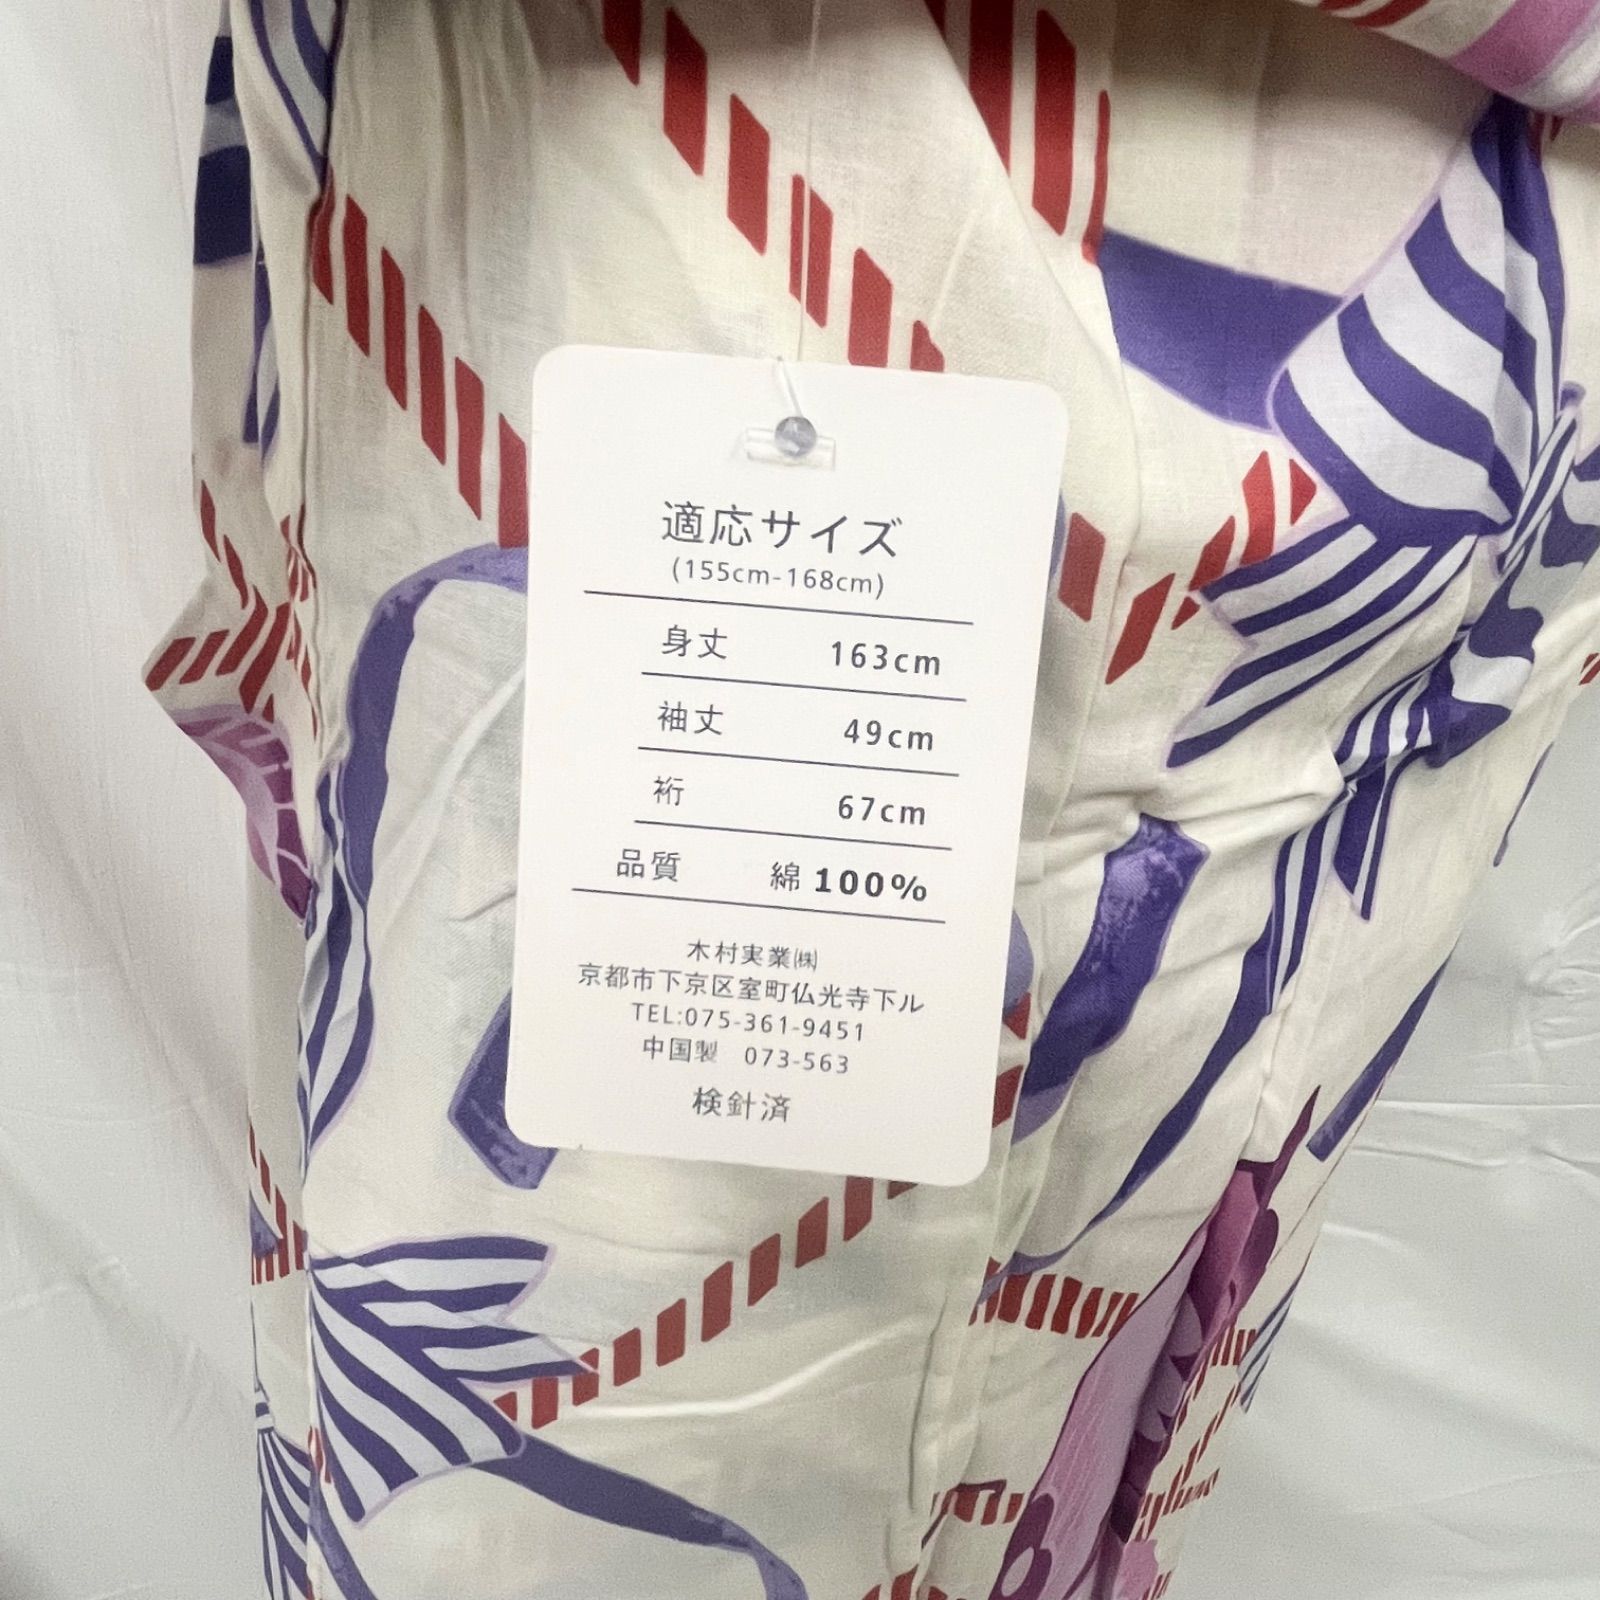 適応サイズ
(155cm-168cm)
身丈 163cm
袖丈 49cm
裄 67cm
品質 綿 100%
木村実業㈱
京都市下京区室町仏光寺下ル
TEL:075-361-9451
中国製 073-563
検針済